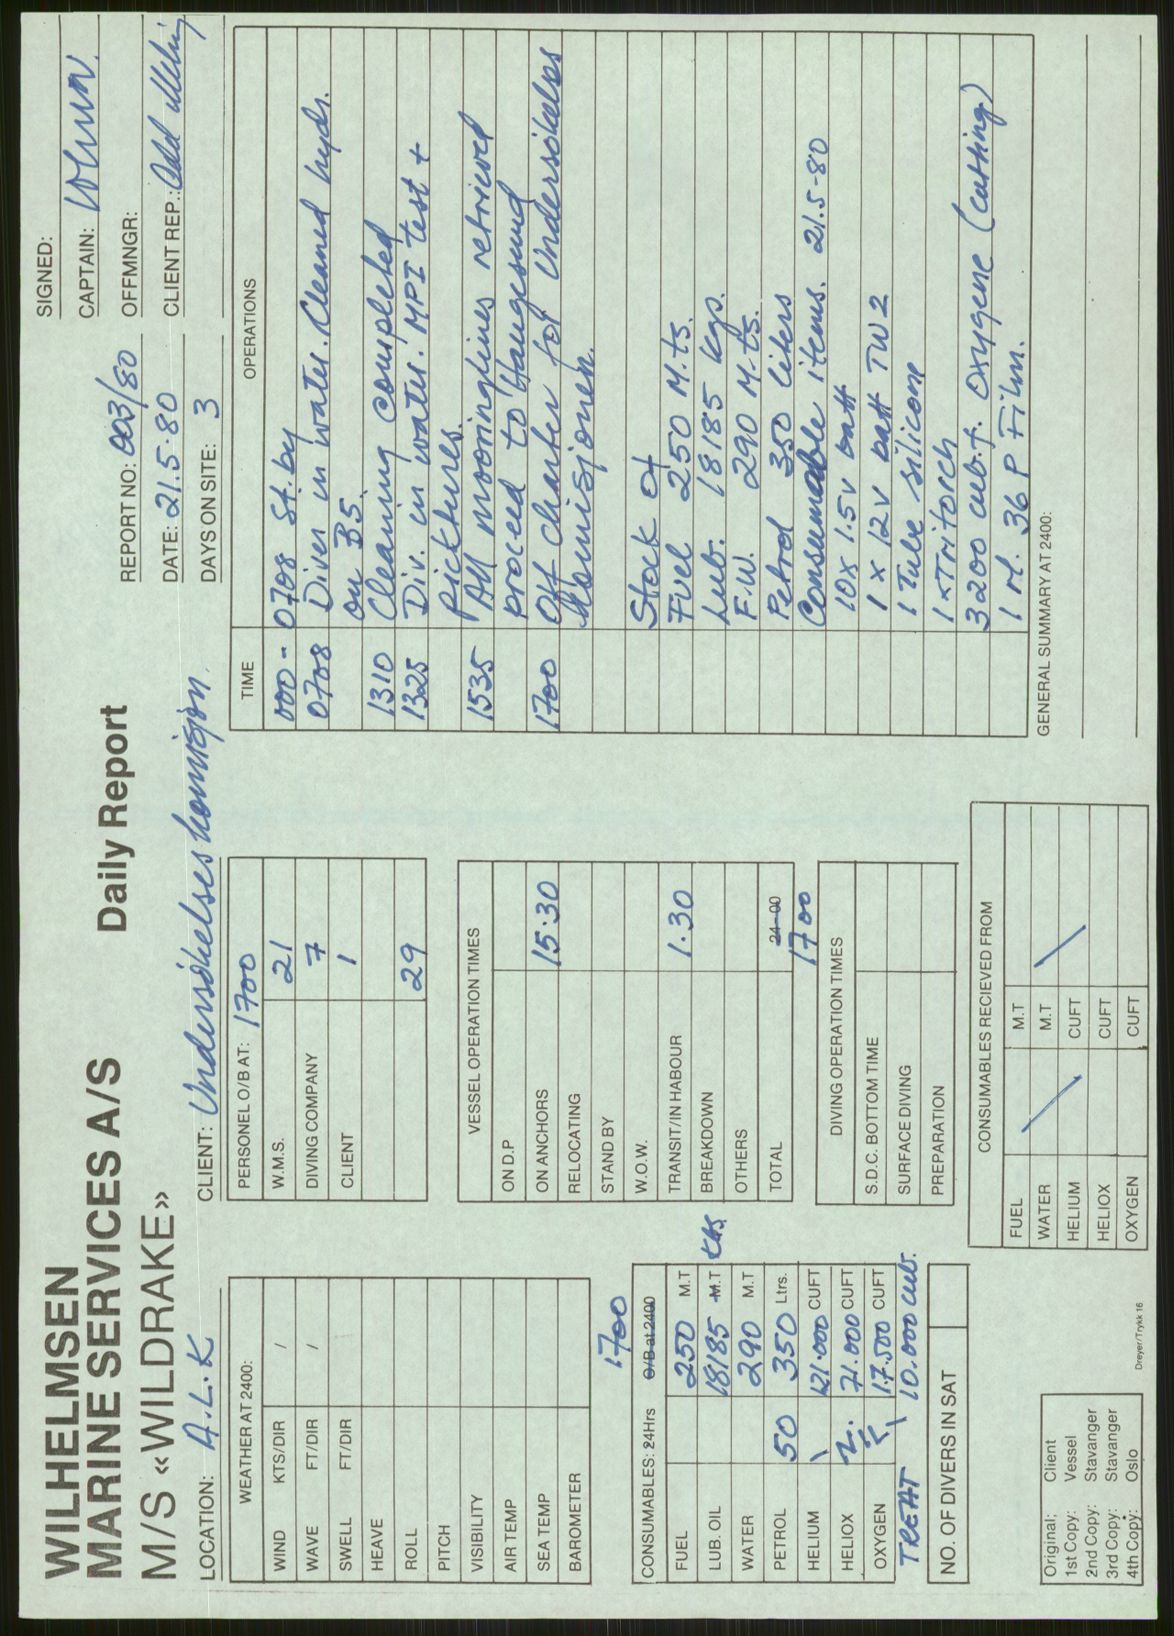 WILHELMSEN
MARINE SERVICES A/S
M/S «WILDRAKE»
Daily Report
REPORT NO: 003/80
DATE: 21.5-80
DAYS ON SITE: 3
SIGNED:
CAPTAIN:
OFFMNGR:
CLIENT REP.: Odd
LOCATION: A.L.K
CLIENT: Undersökelseskomisjon
WEATHER AT 2400:
WIND KTS/DIR /
WAVE FT/DIR /
SWELL FT/DIR
HEAVE
ROLL
PITCH
VISIBILITY
AIR TEMP
SEA TEMP
BAROMETER
1700
CONSUMABLES: 24Hrs O/B at 2400
FUEL 250 M.T
LUB. OIL 18185 M.T
WATER 290 M.T
PETROL 50 350 Ltrs.
HELIUM \ 121.000 CUFT
HELIOX 71.000 CUFT
OXYGEN 17.500 CUFT
TREAT \ 10.000 cub.
NO. OF DIVERS IN SAT
Original: Client
1st Copy: Vessel
2nd Copy: Stavanger
3rd Copy: Stavanger
4th Copy: Oslo
Dreyer/Trykk 16
PERSONEL O/B AT: 1700
W.M.S. 21
DIVING COMPANY 7
CLIENT 1
29
VESSEL OPERATION TIMES
ON D.P
ON ANCHORS 15.30
RELOCATING
STAND BY
W.O.W.
TRANSIT/IN HABOUR 1.30
BREAKDOWN
OTHERS
TOTAL 24-00
1700
DIVING OPERATION TIMES
S.D.C. BOTTOM TIME
SURFACE DIVING
PREPARATION
CONSUMABLES RECIEVED FROM
FUEL M.T
WATER M.T
HELIUM CUFT
HELIOX CUFT
OXYGEN CUFT
TIME OPERATIONS
000 - 0708 St. by
0708 Diver in water. Cleaned hydr.
on B5.
1310 Cleaning completed
1325 Div. in water. MPI test +
picktures.
1535 All mooringlines retrieved
proceed to Haugesund
1700 Off charter for Undersökelses
komisjonen.
Stock of
Fuel 250 M.ts.
Lub. 18185 kgs.
F.W. 290 M.ts.
Petrol 350 liters
Consumable items. 21.5-80
10 x 1.5v batt
1 x 12v batt TW2
1 Tube silicone
1 x Tritorch
3200 cub.f. Oxygene (cutting)
1 rl. 36 P Film.
GENERAL SUMMARY AT 2400: